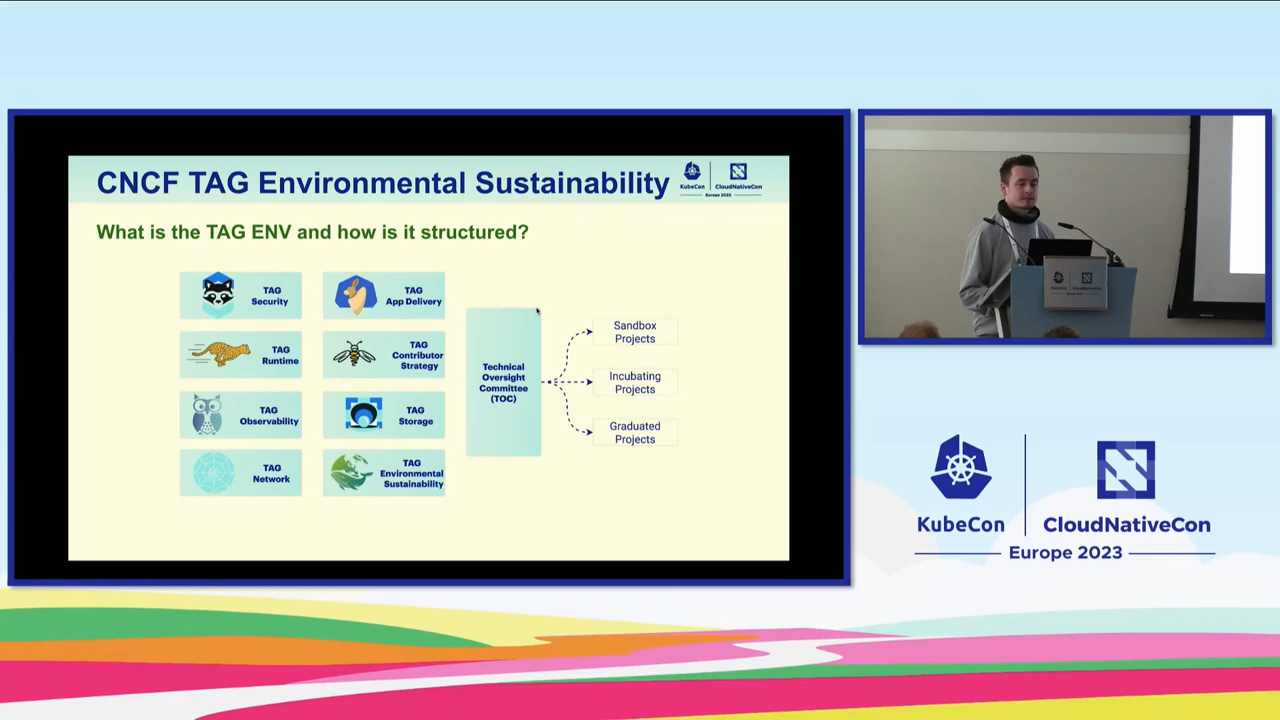 CNCF TAG Environmental Sustainability
KubeCon
CloudNativeCon
Europe 2023
What is the TAG ENV and how is it structured?
TAG
Security
TAG
App Delivery
TAG
Runtime
TAG
Contributor
Strategy
TAG
Observability
TAG
Storage
TAG
Network
TAG
Environmental
Sustainability
Technical
Oversight
Committee
(TOC)
Sandbox
Projects
Incubating
Projects
Graduated
Projects
KubeCon
CloudNativeCon
Europe 2023